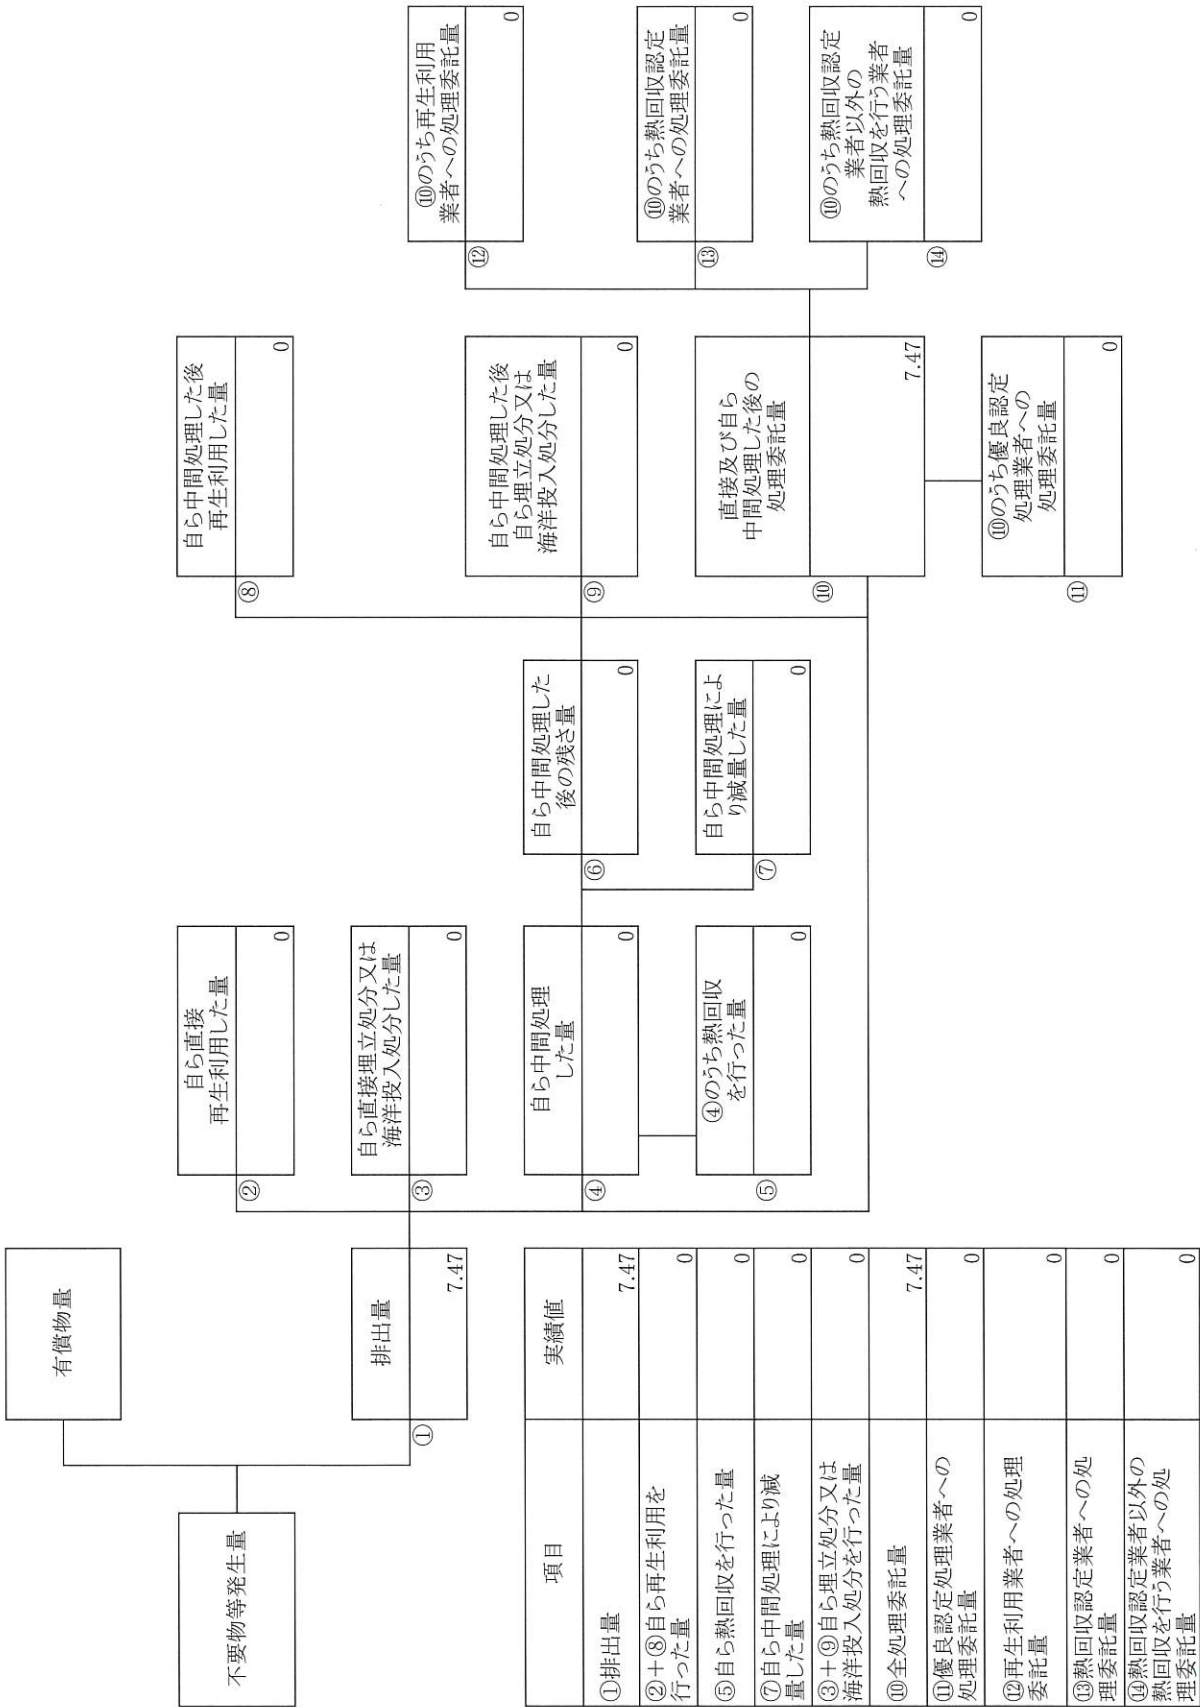 不要物等発生量
有償物量
排出量
①
7.47
自ら直接
再生利用した量
②
0
自ら直接埋立処分又は
海洋投入処分した量
③
0
自ら中間処理
した量
④
0
④のうち熱回収
を行った量
⑤
0
自ら中間処理した
後の残さ量
⑥
0
自ら中間処理によ
り減量した量
⑦
0
自ら中間処理した後
再生利用した量
⑧
0
自ら中間処理した後
自ら埋立処分又は
海洋投入処分した量
⑨
0
直接及び自ら
中間処理した後の
処理委託量
⑩
7.47
⑩のうち優良認定
処理業者への
処理委託量
⑪
0
⑩のうち再生利用
業者への処理委託量
⑫
0
⑩のうち熱回収認定
業者への処理委託量
⑬
0
⑩のうち熱回収認定
業者以外の
熱回収を行う業者
への処理委託量
⑭
0
項目 実績値
①排出量 7.47
②+⑧自ら再生利用を
行った量 0
⑤自ら熱回収を行った量 0
⑦自ら中間処理により減
量した量 0
③+⑨自ら埋立処分又は
海洋投入処分を行った量 0
⑩全処理委託量 7.47
⑪優良認定処理業者への
処理委託量 0
⑫再生利用業者への処理
委託量 0
⑬熱回収認定業者への処
理委託量 0
⑭熱回収認定業者以外の
熱回収を行う業者への処
理委託量 0